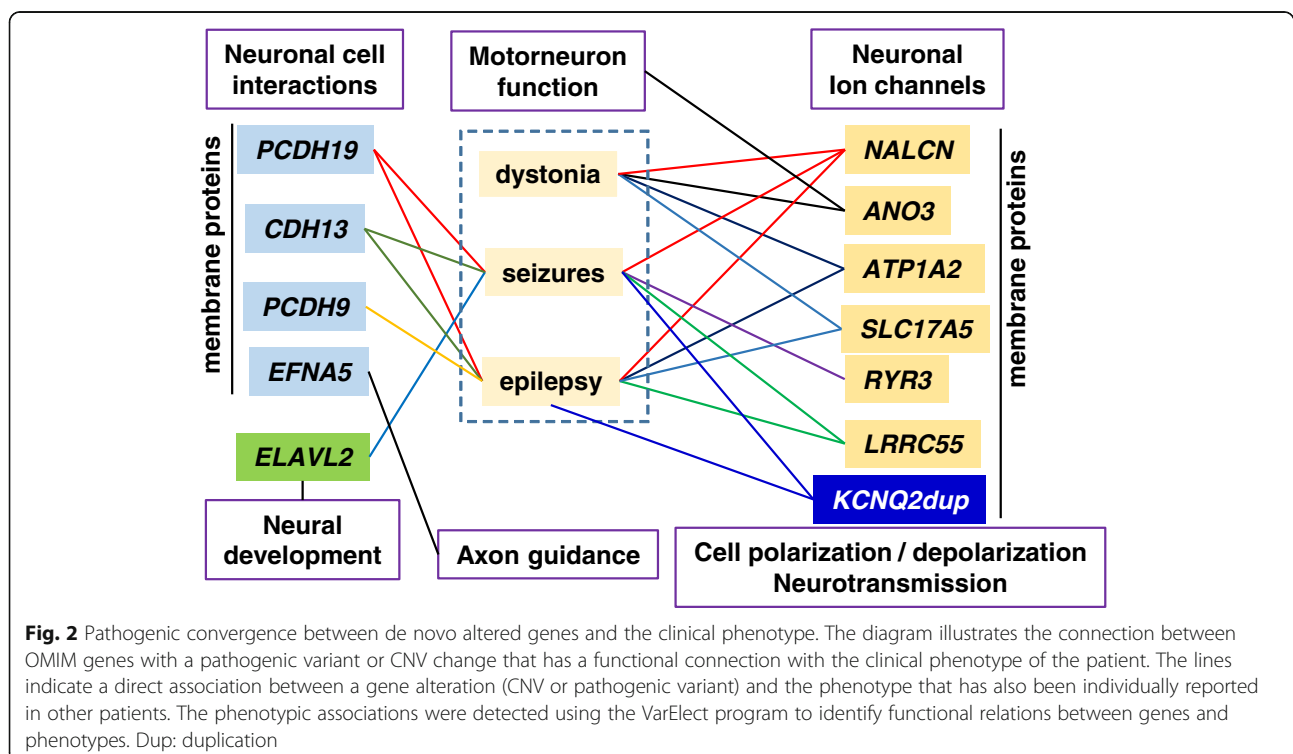 Neuronal cell
interactions
Motorneuron
function
Neuronal
Ion channels
membrane proteins
PCDH19
CDH13
PCDH9
EFNA5
ELAVL2
Neural
development
dystonia
seizures
epilepsy
Axon guidance
NALCN
ANO3
ATP1A2
SLC17A5
RYR3
LRRC55
KCNQ2dup
membrane proteins
Cell polarization / depolarization
Neurotransmission
Fig. 2 Pathogenic convergence between de novo altered genes and the clinical phenotype. The diagram illustrates the connection between
OMIM genes with a pathogenic variant or CNV change that has a functional connection with the clinical phenotype of the patient. The lines
indicate a direct association between a gene alteration (CNV or pathogenic variant) and the phenotype that has also been individually reported
in other patients. The phenotypic associations were detected using the VarElect program to identify functional relations between genes and
phenotypes. Dup: duplication